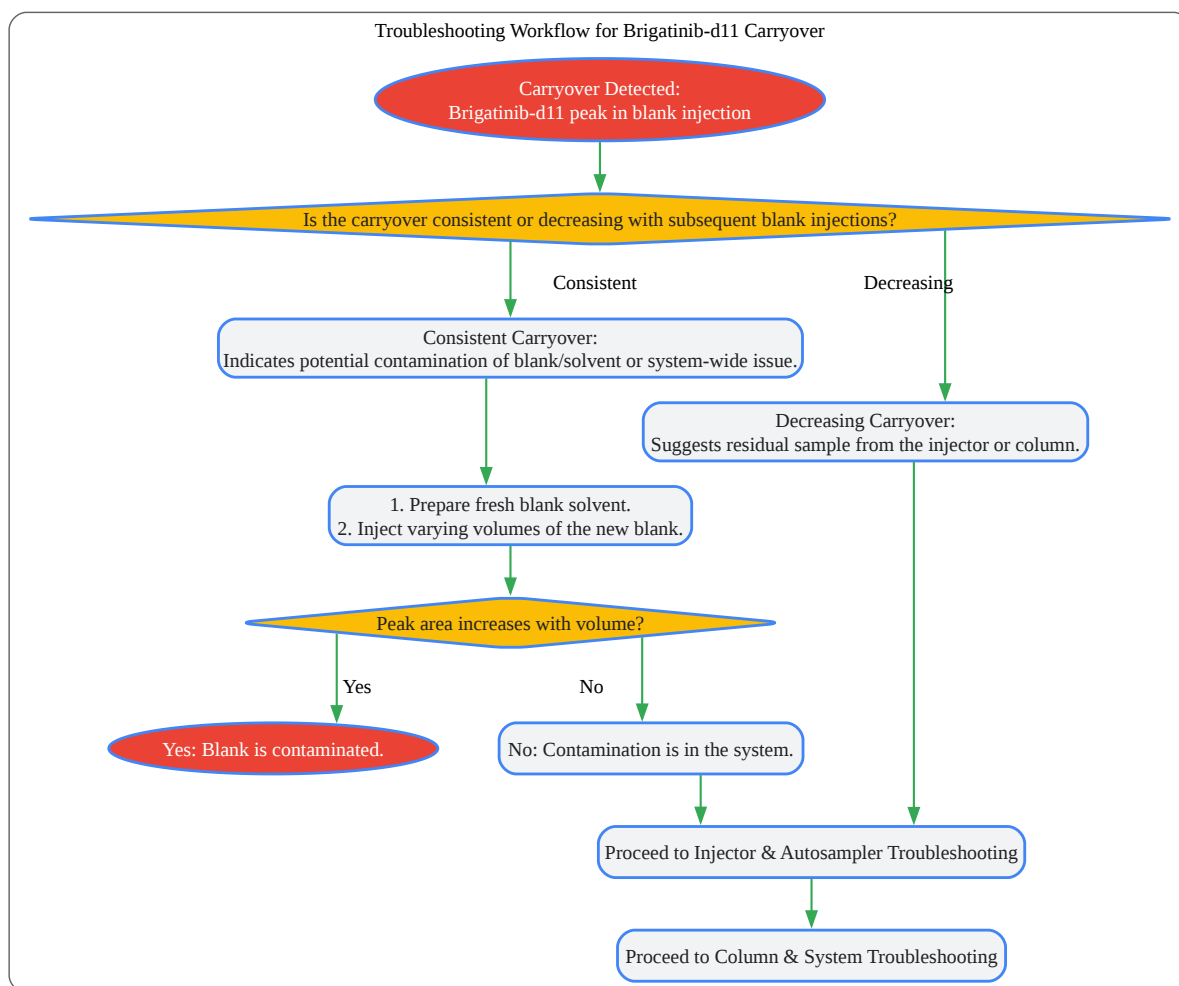 Troubleshooting Workflow for Brigatinib-d11 Carryover
Carryover Detected:
Brigatinib-d11 peak in blank injection
Is the carryover consistent or decreasing with subsequent blank injections?
Consistent
Decreasing
Consistent Carryover:
Indicates potential contamination of blank/solvent or system-wide issue.
Decreasing Carryover:
Suggests residual sample from the injector or column.
1. Prepare fresh blank solvent.
2. Inject varying volumes of the new blank.
Peak area increases with volume?
Yes
No
Yes: Blank is contaminated.
No: Contamination is in the system.
Proceed to Injector & Autosampler Troubleshooting
Proceed to Column & System Troubleshooting